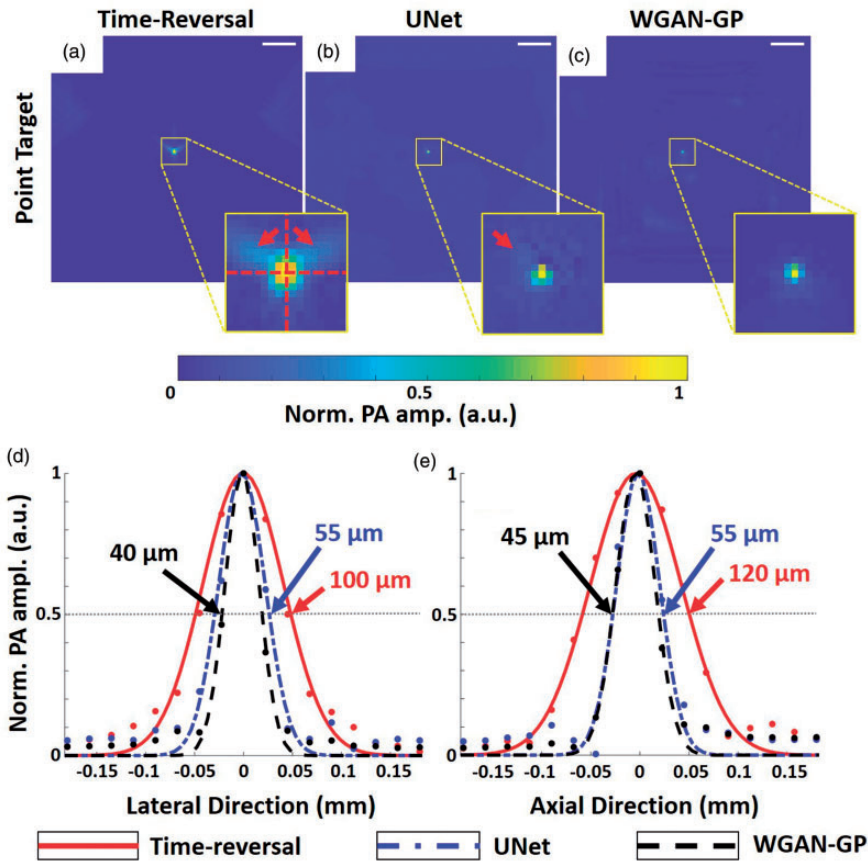 Time-Reversal UNet WGAN-GP
(a) (b) (c)
Point Target
0 0.5 1
Norm. PA amp. (a.u.)
(d) (e)
Norm. PA ampl. (a.u.)
1
0.5
0
40 μm
55 μm
100 μm
-0.15 -0.1 -0.05 0 0.05 0.1 0.15
Lateral Direction (mm)
1
0.5
0
45 μm
55 μm
120 μm
-0.15 -0.1 -0.05 0 0.05 0.1 0.15
Axial Direction (mm)
Time-reversal UNet WGAN-GP